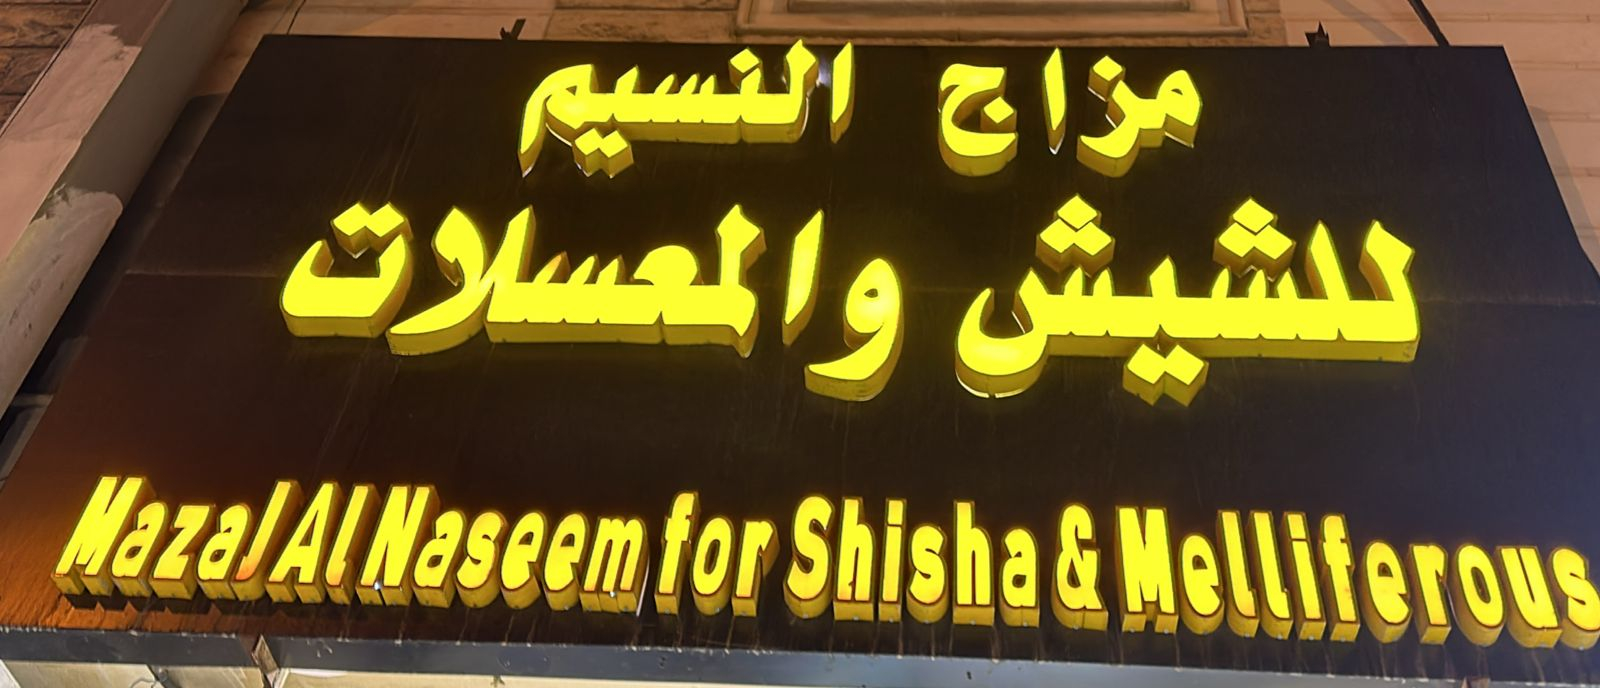 مزاج النسيم
للشيش والمعسلات
Mazaj Al Naseem for Shisha & Melliferous